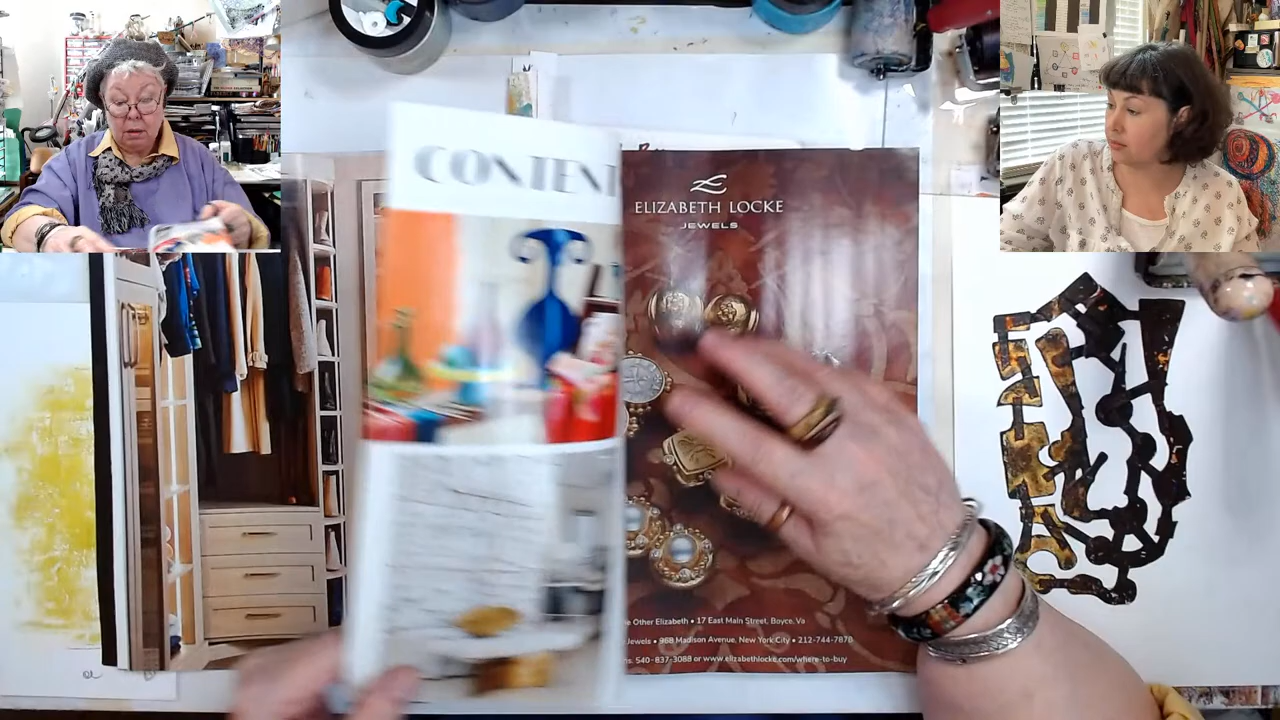 CONTENT
ELIZABETH LOCKE
JEWELS
Other Elizabeth • 17 East Main Street, Boyce, Va
Jewels • 968 Madison Avenue, New York City • 212-744-7878
540-837-3088 or www.elizabethlocke.com/where-to-buy